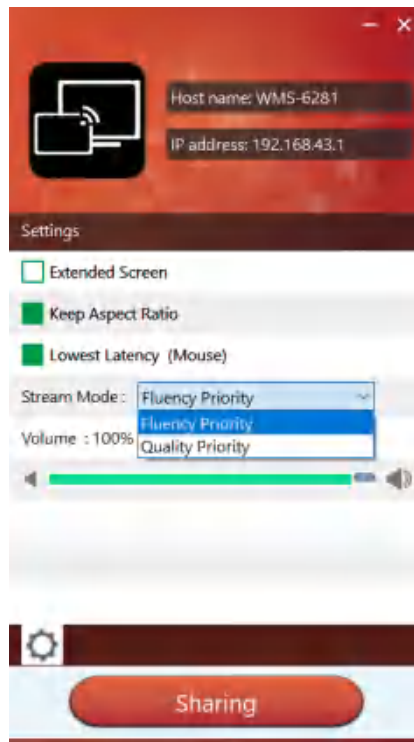 Host name: WMS-6281
IP address: 192.168.43.1
Settings
Extended Screen
Keep Aspect Ratio
Lowest Latency (Mouse)
Stream Mode : Fluency Priority
Fluency Priority
Volume : 100%
Quality Priority
Sharing